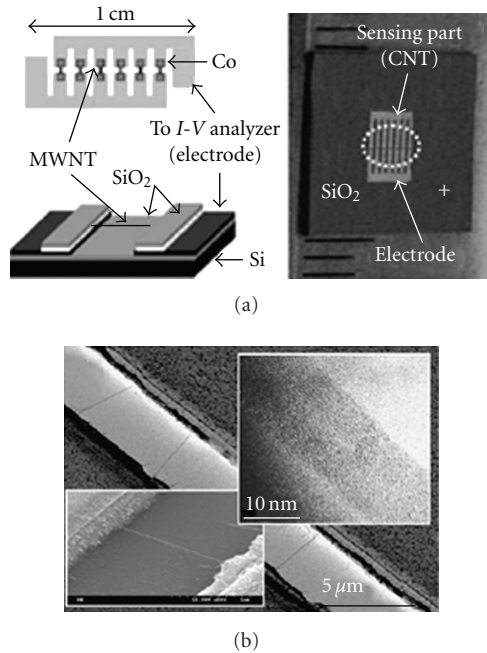 1 cm
Co
To I-V analyzer
(electrode)
MWNT
SiO2
Si
Sensing part
(CNT)
SiO2
+
Electrode
(a)
10 nm
5 μm
(b)